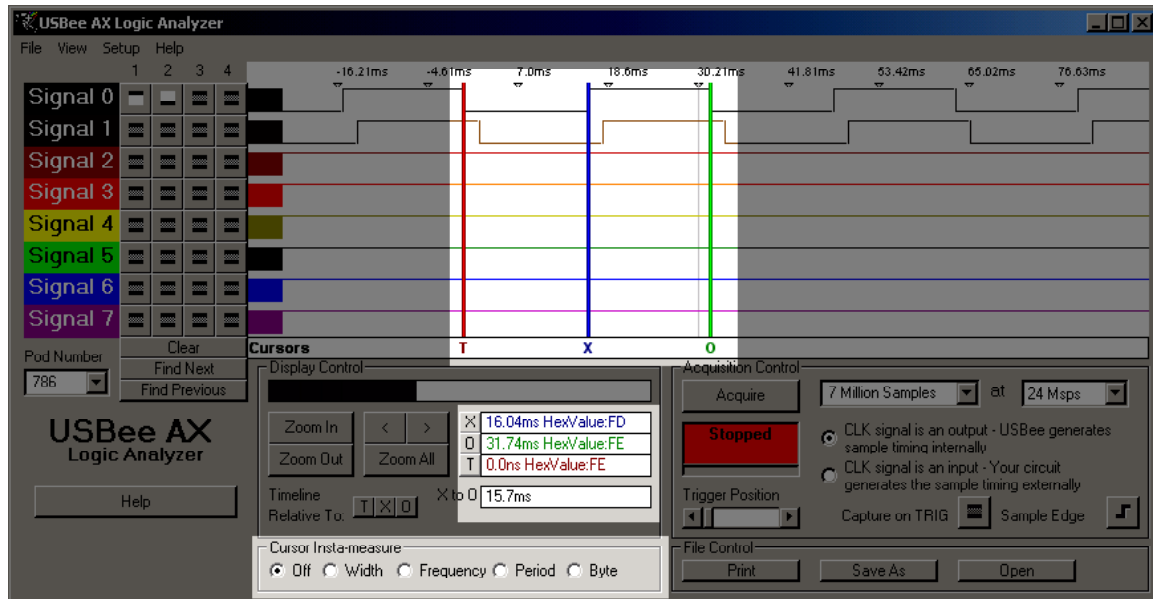 USBee AX Logic Analyzer
File View Setup Help
1 2 3 4
-16.21ms -4.61ms 7.0ms 18.6ms 30.21ms 41.81ms 53.42ms 65.02ms 76.63ms
Signal 0
Signal 1
Signal 2
Signal 3
Signal 4
Signal 5
Signal 6
Signal 7
Cursors T X O
Pod Number
786
Clear
Find Next
Find Previous
USBee AX
Logic Analyzer
Help
Display Control
Zoom In < >
Zoom Out Zoom All
X 16.04ms HexValue:FD
O 31.74ms HexValue:FE
T 0.0ns HexValue:FE
X to O 15.7ms
Timeline
Relative To: T X O
Cursor Insta-measure
Off Width Frequency Period Byte
Acquisition Control
Acquire 7 Million Samples at 24 Msps
Stopped
CLK signal is an output - USBee generates
sample timing internally
CLK signal is an input - Your circuit
generates the sample timing externally
Trigger Position
Capture on TRIG Sample Edge
File Control
Print Save As Open